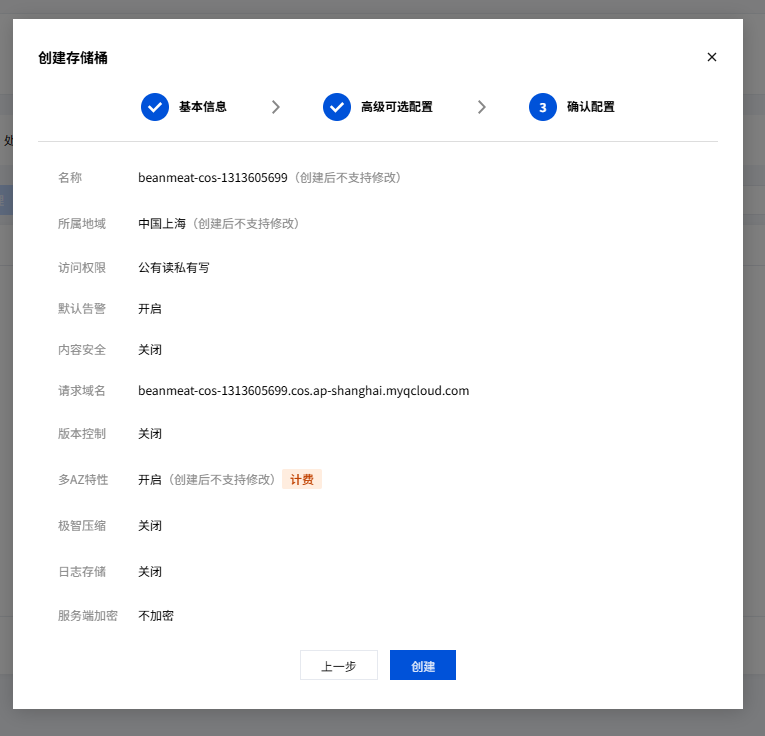 创建存储桶
基本信息
高级可选配置
3 确认配置
处
名称 beanmeat-cos-1313605699（创建后不支持修改）
所属地域 中国上海（创建后不支持修改）
访问权限 公有读私有写
默认告警 开启
内容安全 关闭
请求域名 beanmeat-cos-1313605699.cos.ap-shanghai.myqcloud.com
版本控制 关闭
多AZ特性 开启（创建后不支持修改） 计费
极智压缩 关闭
日志存储 关闭
服务端加密 不加密
上一步 创建